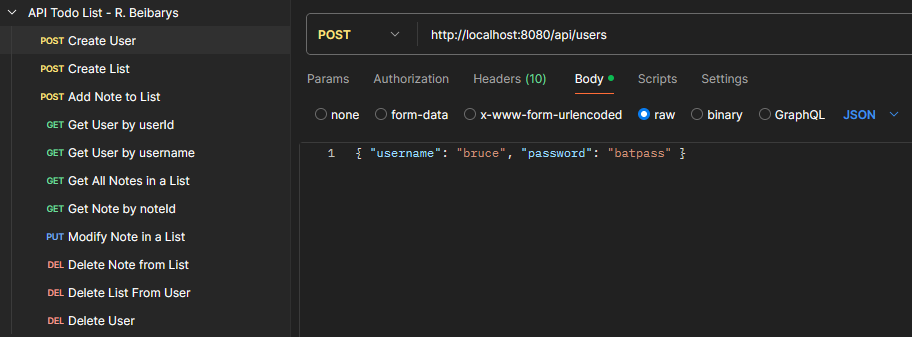 API Todo List - R. Beibarys
POST Create User
POST Create List
POST Add Note to List
GET Get User by userId
GET Get User by username
GET Get All Notes in a List
GET Get Note by noteId
PUT Modify Note in a List
DEL Delete Note from List
DEL Delete List From User
DEL Delete User
POST http://localhost:8080/api/users
Params Authorization Headers (10) Body Scripts Settings
none form-data x-www-form-urlencoded raw binary GraphQL JSON
1 { "username": "bruce", "password": "batpass" }